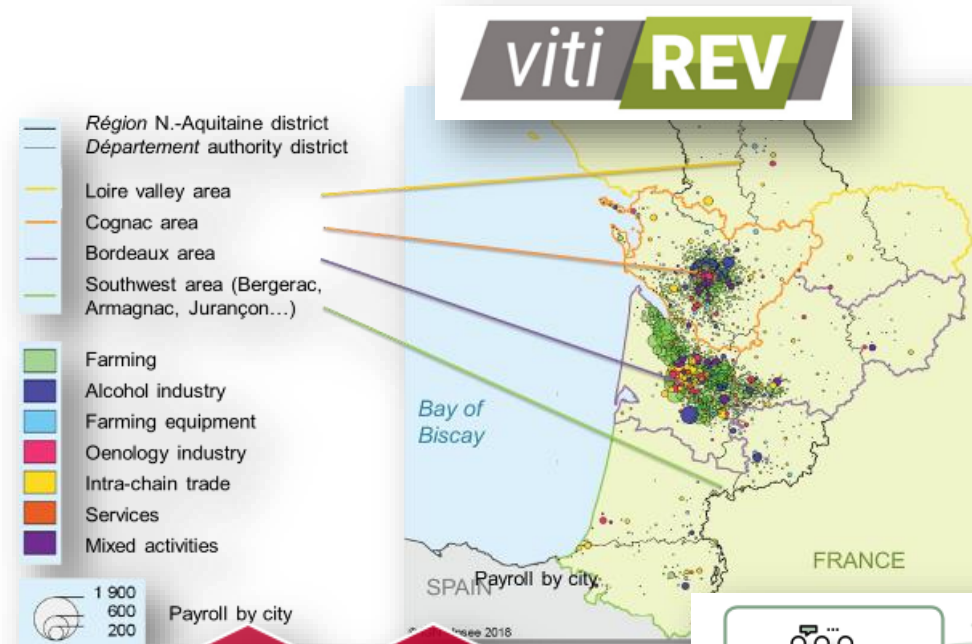 viti REV
Région N.-Aquitaine district
Département authority district
Loire valley area
Cognac area
Bordeaux area
Southwest area (Bergerac,
Armagnac, Jurançon…)
Farming
Alcohol industry
Farming equipment
Oenology industry
Intra-chain trade
Services
Mixed activities
1 900
600
200
Payroll by city
Bay of
Biscay
FRANCE
SPAIN
Payroll by city
Insee 2018